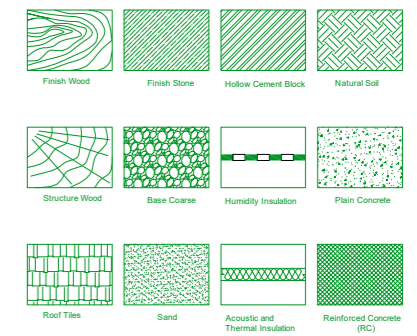 Finish Wood
Finish Stone
Hollow Cement Block
Natural Soil
Structure Wood
Base Coarse
Humidity Insulation
Plain Concrete
Roof Tiles
Sand
Acoustic and
Thermal Insulation
Reinforced Concrete
(RC)